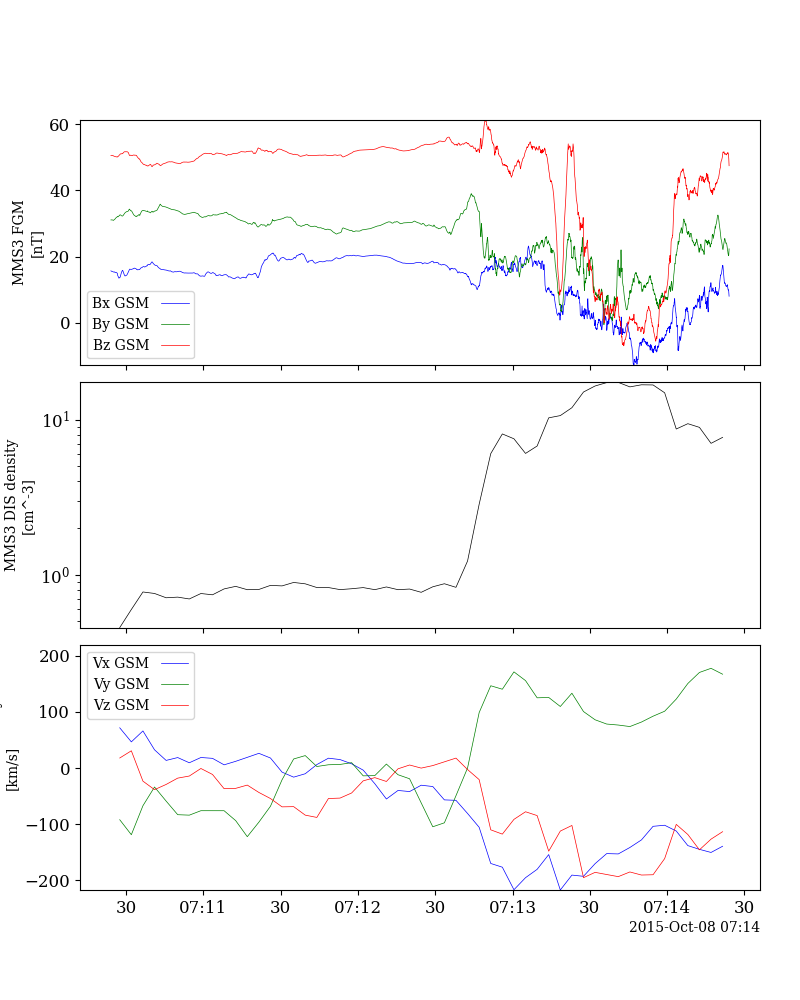 60
40
20
0
MMS3 FGM
[nT]
Bx GSM
By GSM
Bz GSM
10^1
10^0
MMS3 DIS density
[cm^-3]
200
100
0
−100
−200
[km/s]
Vx GSM
Vy GSM
Vz GSM
30 07:11 30 07:12 30 07:13 30 07:14 30
2015-Oct-08 07:14